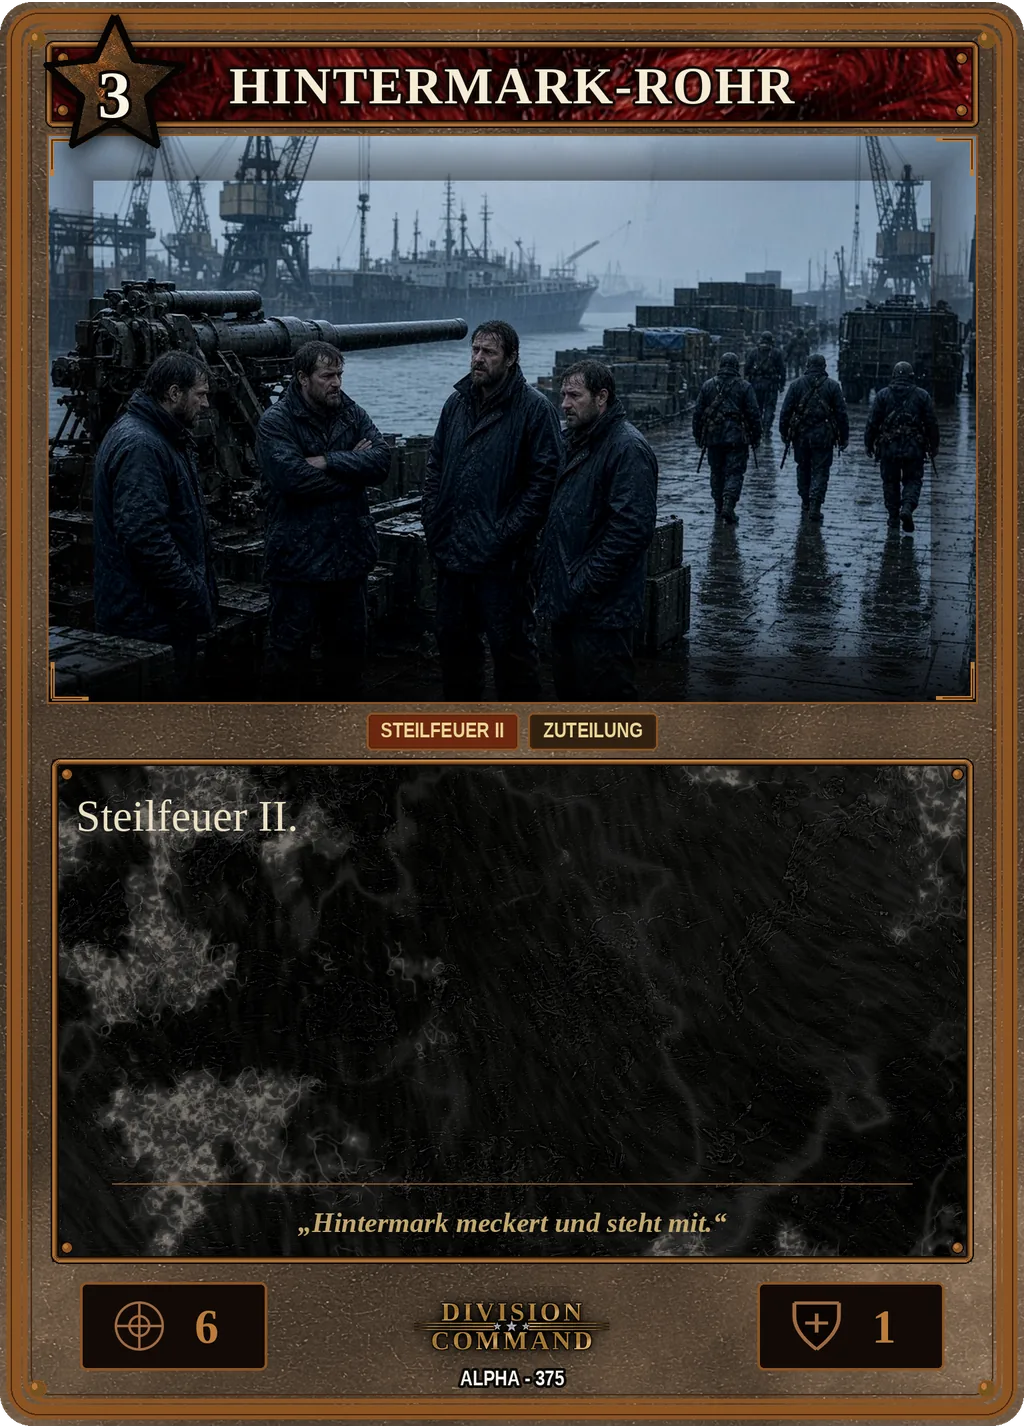 3
HINTERMARK-ROHR
STEILFEUER II
ZUTEILUNG
Steilfeuer II.
„Hintermark meckert und steht mit.“
6
DIVISION
COMMAND
1
ALPHA - 375